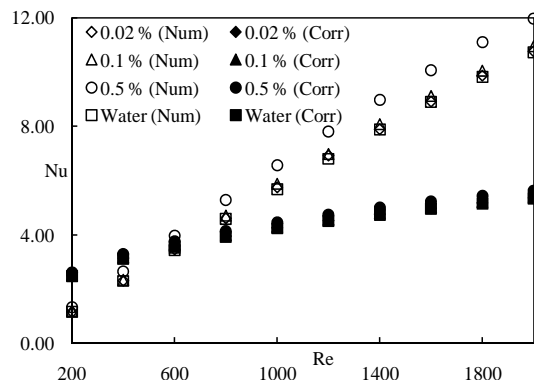 12.00
0.02 % (Num) 0.02 % (Corr)
0.1 % (Num) 0.1 % (Corr)
0.5 % (Num) 0.5 % (Corr)
Water (Num) Water (Corr)
8.00
Nu
4.00
0.00
Re
200 600 1000 1400 1800